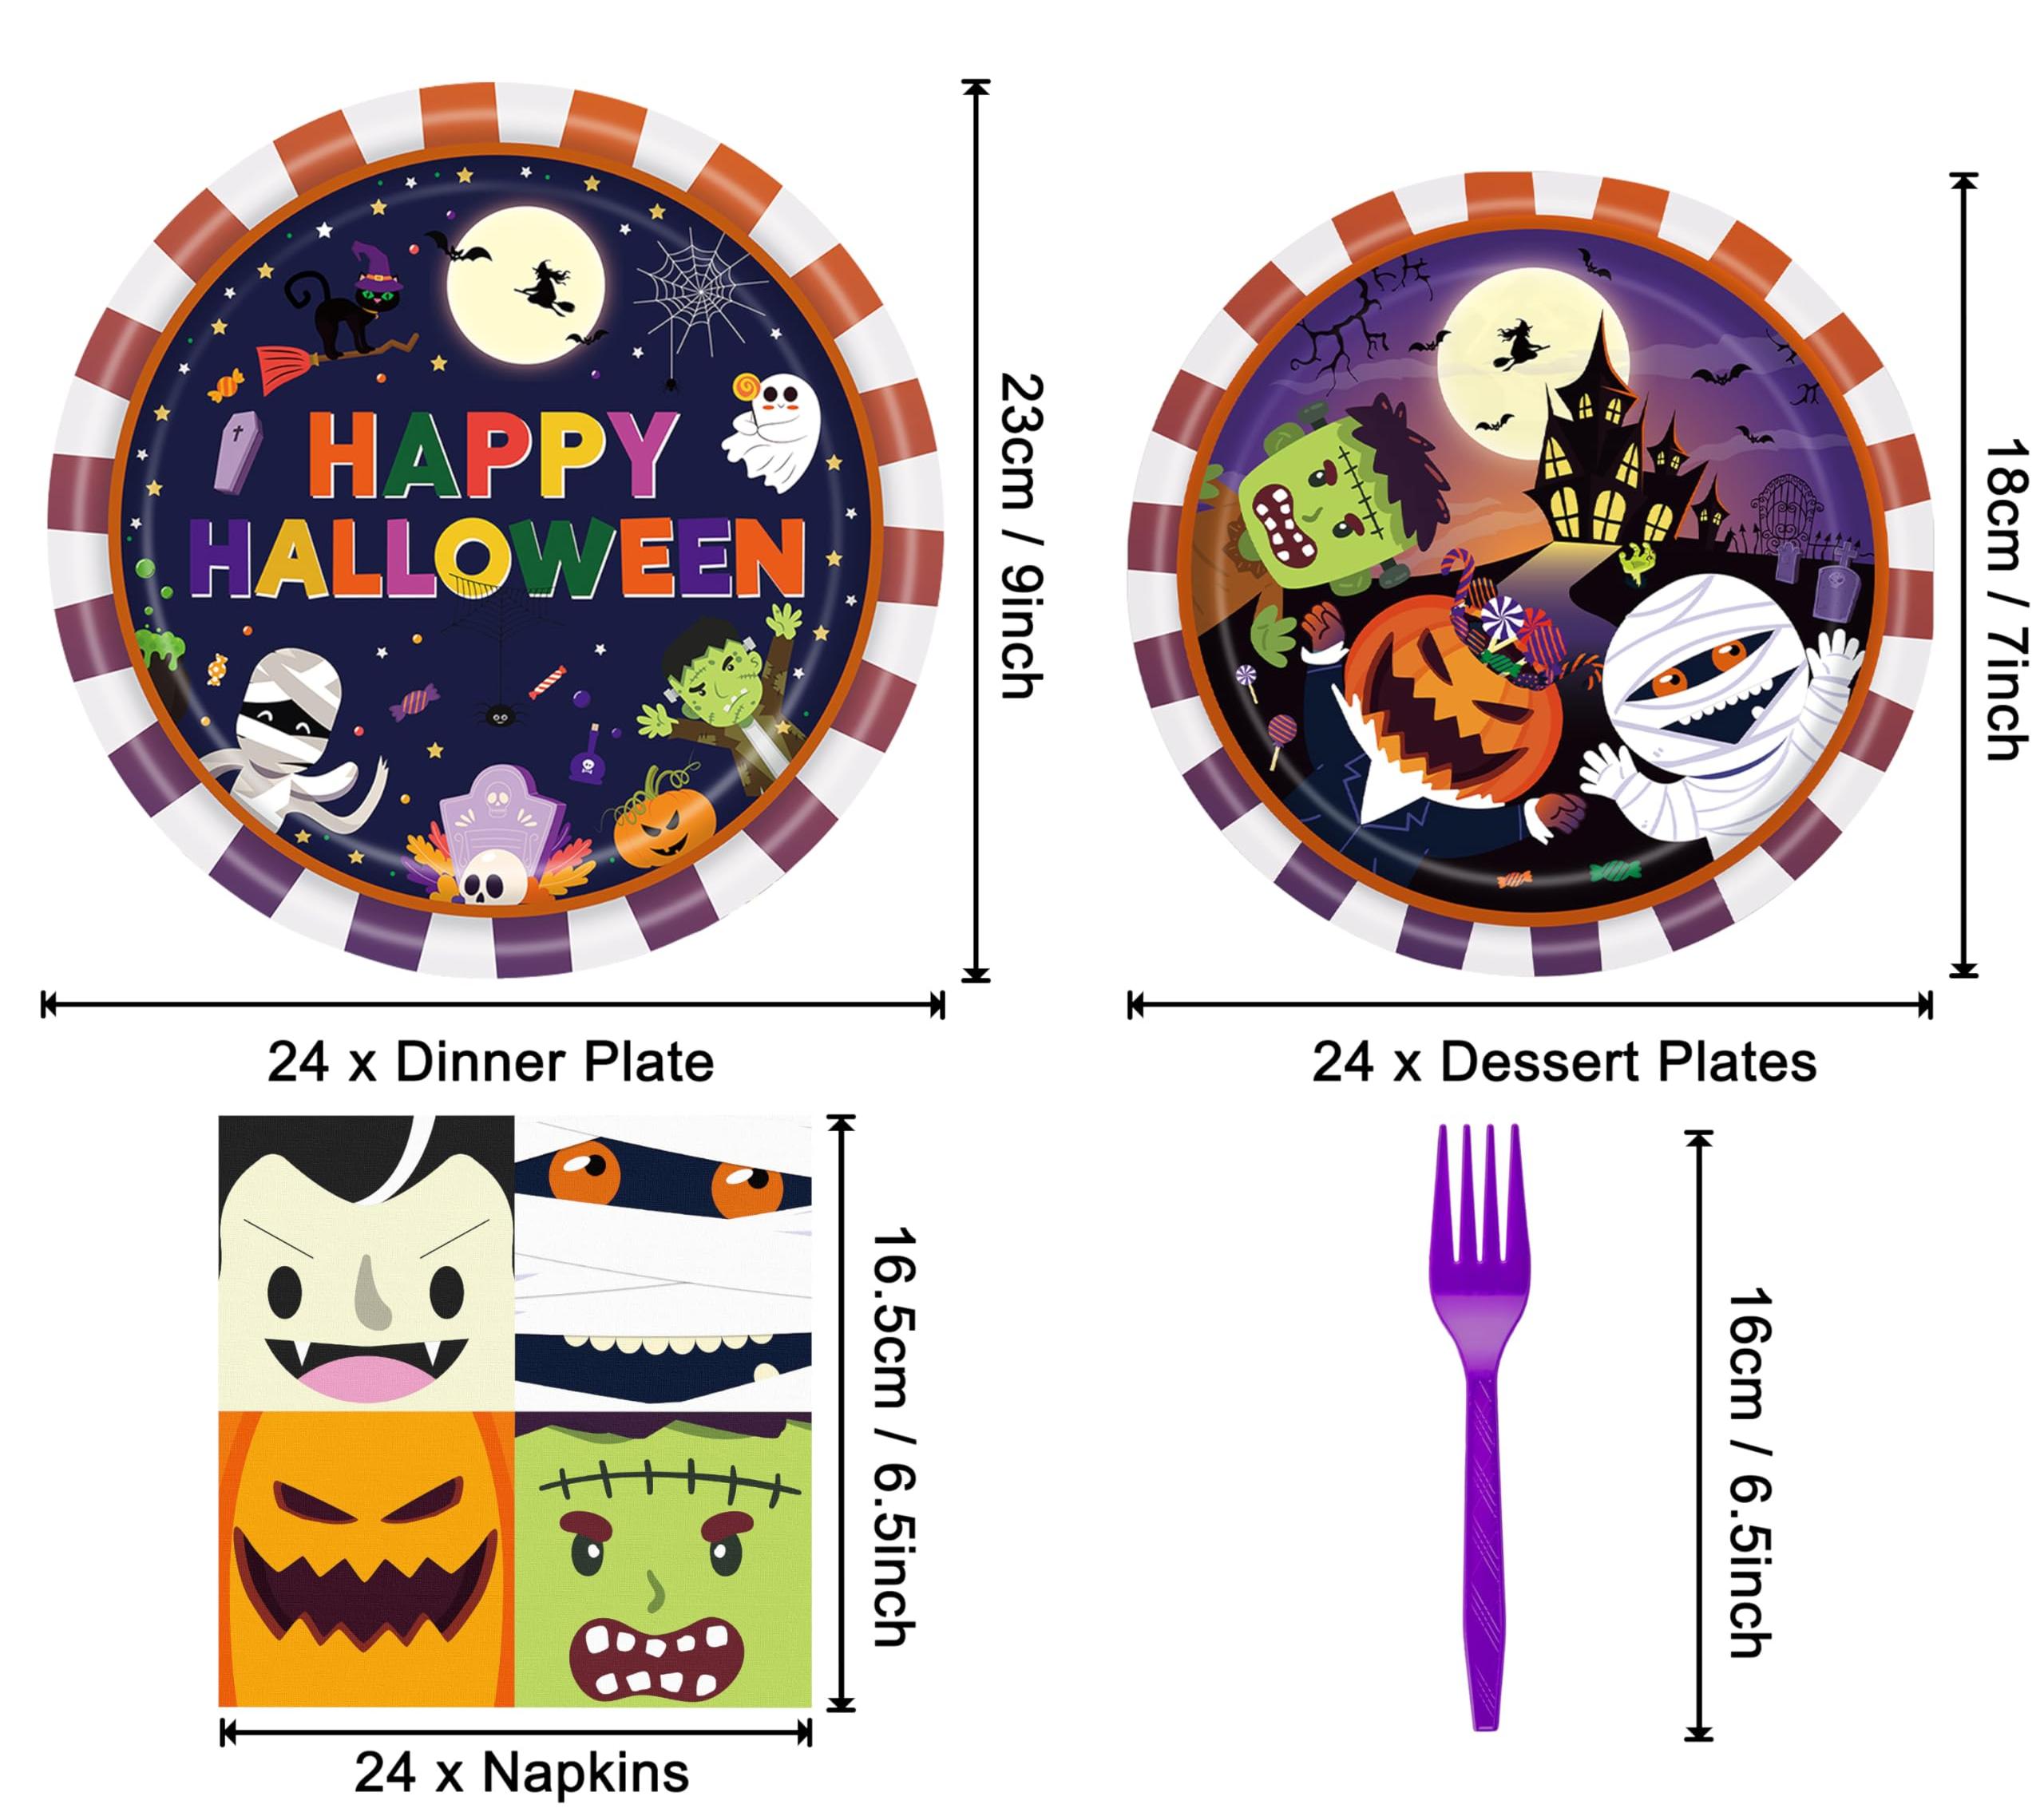 HAPPY
HALLOWEEN
23cm / 9inch
24 x Dinner Plate
18cm / 7inch
24 x Dessert Plates
16.5cm / 6.5inch
24 x Napkins
16cm / 6.5inch